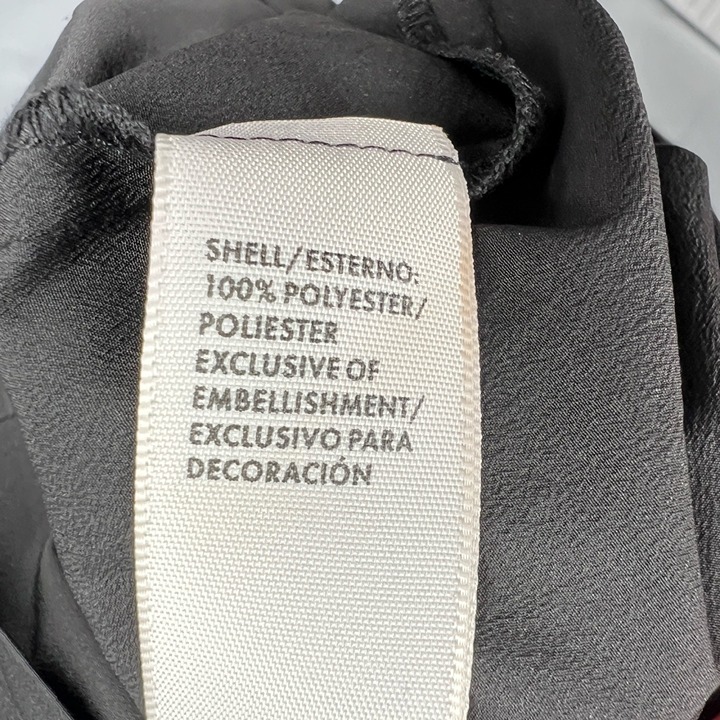 SHELL/ESTERNO:
100% POLYESTER/
POLIESTER
EXCLUSIVE OF
EMBELLISHMENT/
EXCLUSIVO PARA
DECORACIÓN